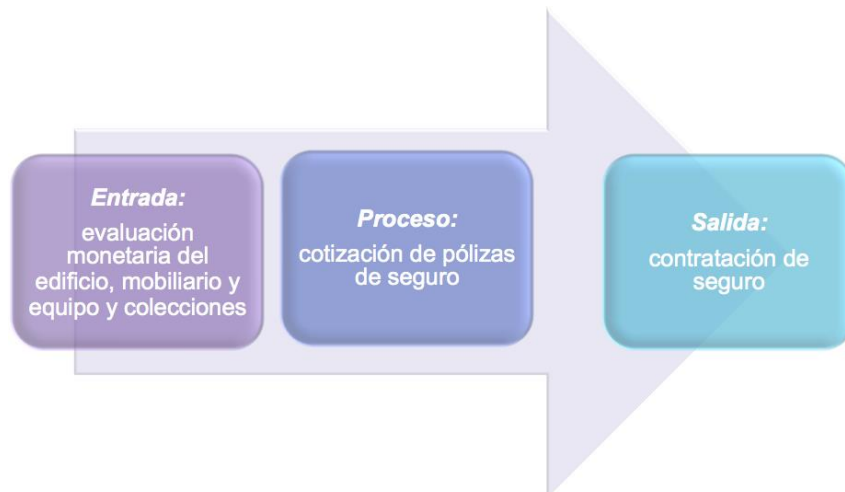 Entrada:
evaluación
monetaria del
edificio, mobiliario y
equipo y colecciones
Proceso:
cotización de pólizas
de seguro
Salida:
contratación de
seguro